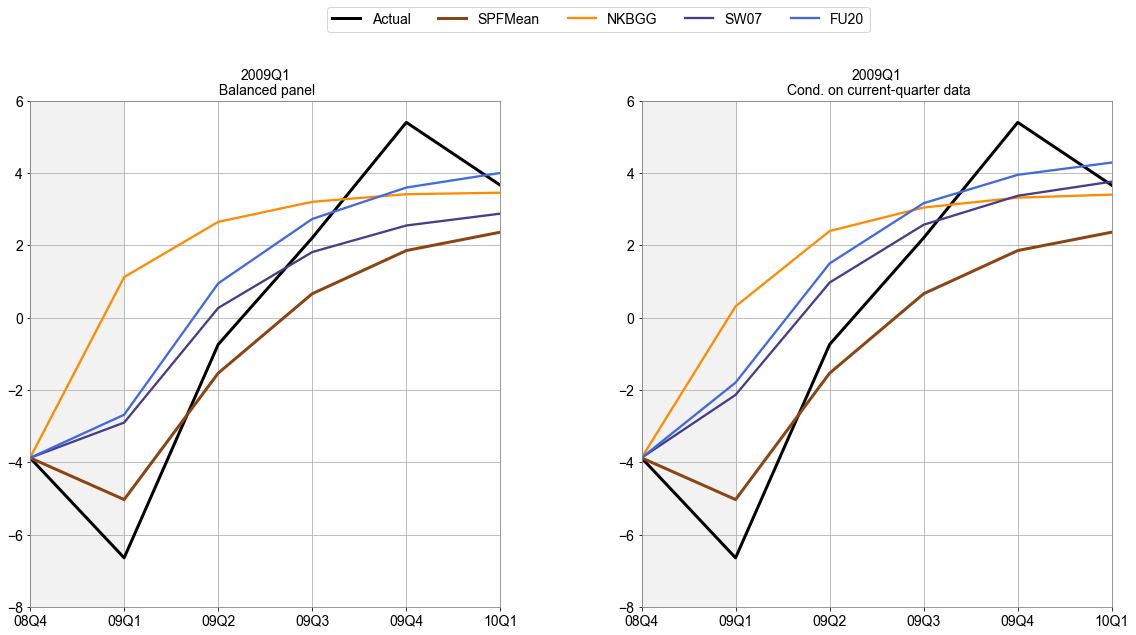 Actual SPFMean NKBGG SW07 FU20
2009Q1
Balanced panel
6
4
2
0
−2
−4
−6
−8
08Q4 09Q1 09Q2 09Q3 09Q4 10Q1
2009Q1
Cond. on current-quarter data
6
4
2
0
−2
−4
−6
−8
08Q4 09Q1 09Q2 09Q3 09Q4 10Q1